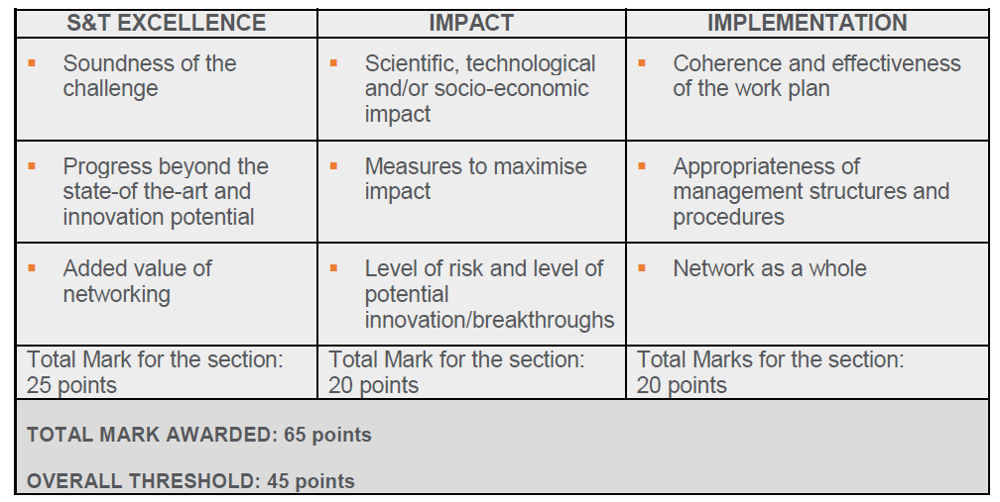 S&T EXCELLENCE
IMPACT
IMPLEMENTATION
▪ Soundness of the
challenge
▪ Scientific, technological
and/or socio-economic
impact
▪ Coherence and effectiveness
of the work plan
▪ Progress beyond the
state-of the-art and
innovation potential
▪ Measures to maximise
impact
▪ Appropriateness of
management structures and
procedures
▪ Added value of
networking
▪ Level of risk and level of
potential
innovation/breakthroughs
▪ Network as a whole
Total Mark for the section:
25 points
Total Mark for the section:
20 points
Total Marks for the section:
20 points
TOTAL MARK AWARDED: 65 points
OVERALL THRESHOLD: 45 points